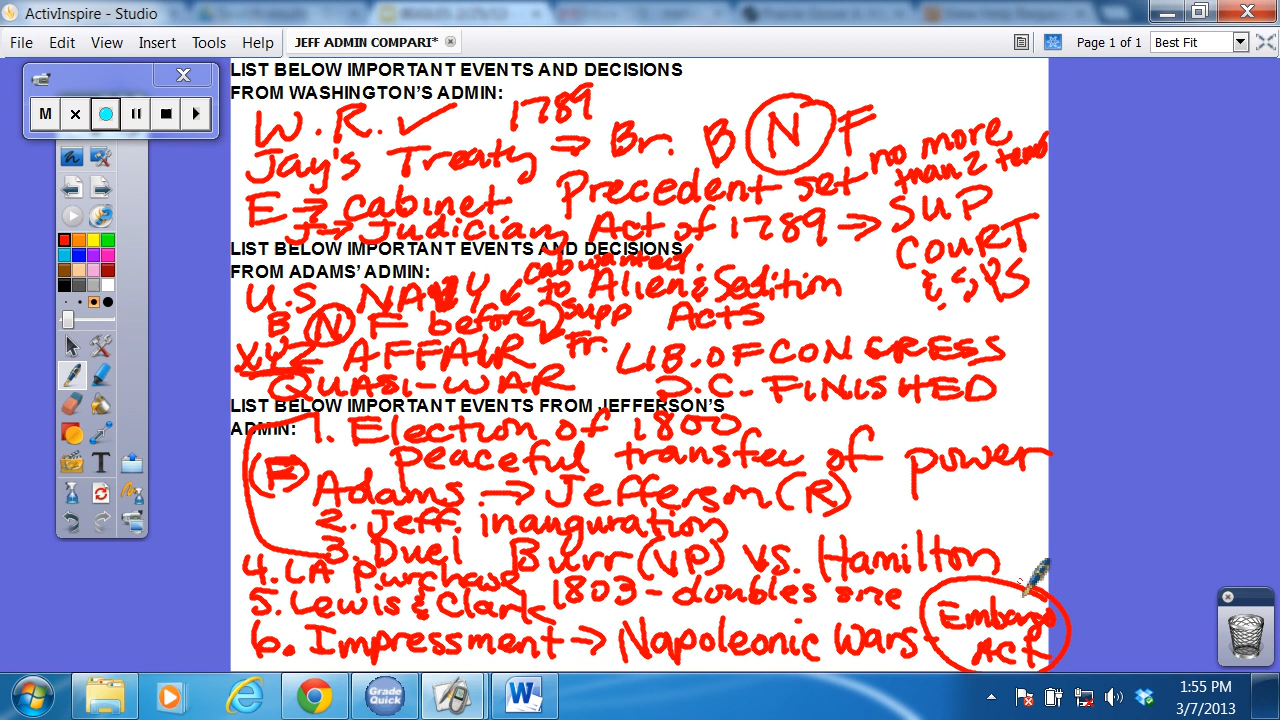 ActivInspire - Studio
File Edit View Insert Tools Help JEFF ADMIN COMPARI* Page 1 of 1 Best Fit
LIST BELOW IMPORTANT EVENTS AND DECISIONS
FROM WASHINGTON'S ADMIN:
M
W. R. ✓ 1789
Jay's Treaty ⇒ Br. B N F
no more
than 2 terms
E → cabinet Precedent set
J → Judiciary Act of 1789 → SUP
COURT
LIST BELOW IMPORTANT EVENTS AND DECISIONS
FROM ADAMS' ADMIN:
U.S. NAVY cab wanted to supp Fr. Alien & Sedition
Acts
B N F before
XYZ AFFAIR LIB. OF CONGRESS
QUASI-WAR D.C. FINISHED
LIST BELOW IMPORTANT EVENTS FROM JEFFERSON'S
ADMIN:
1. Election of 1800
peaceful transfer of power
(F) Adams → Jefferson (R)
2. Jeff. inauguration
3. Duel Burr (VP) vs. Hamilton
4. LA Purchase 1803 - doubles size
5. Lewis & Clark
6. Impressment → Napoleonic Wars - Embargo
Act
T
Grade
Quick
W
1:55 PM
3/7/2013